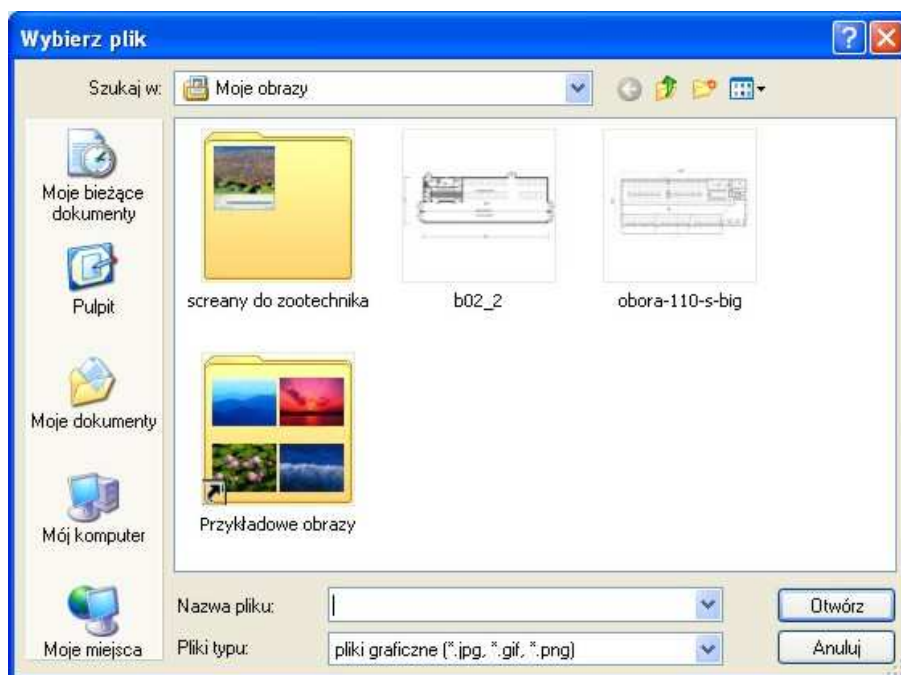 Wybierz plik
Szukaj w:
Moje obrazy
Moje bieżące
dokumenty
Pulpit
Moje dokumenty
Mój komputer
Moje miejsca
screany do zootechnika
b02_2
obora-110-s-big
Przykładowe obrazy
Nazwa pliku:
Otwórz
Pliki typu:
pliki graficzne (*.jpg, *.gif, *.png)
Anuluj